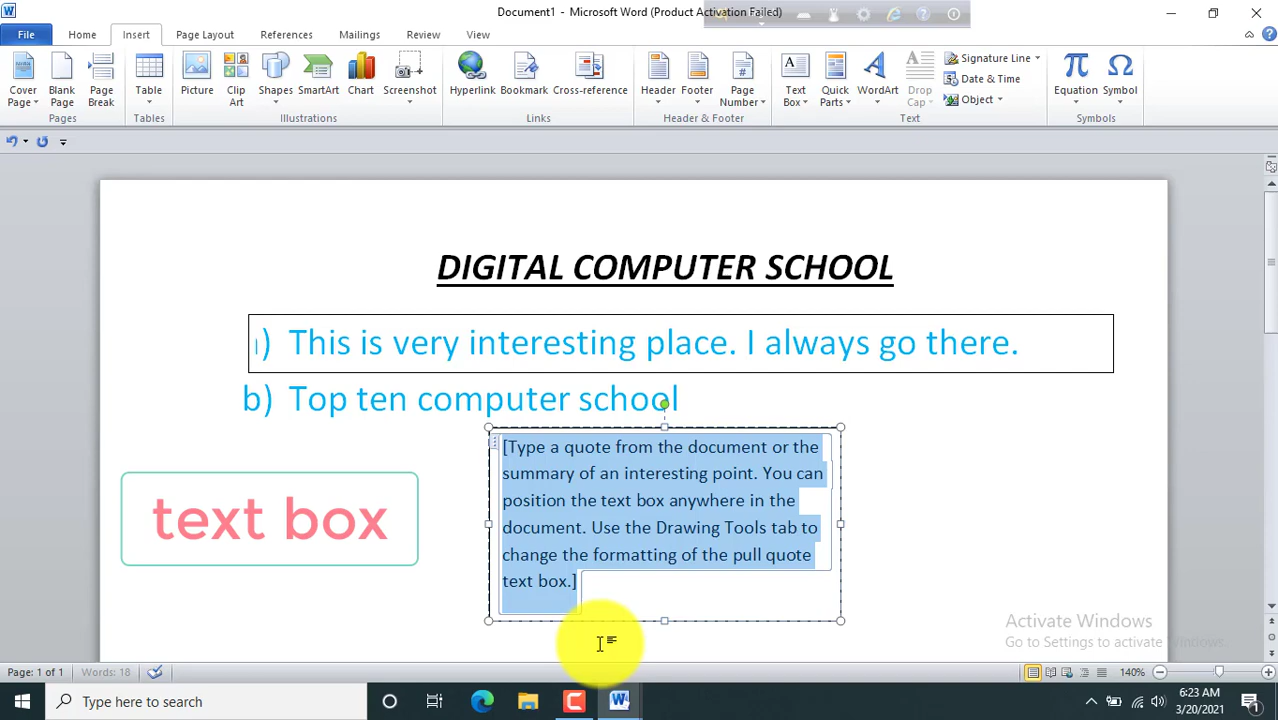 Document1 - Microsoft Word (Product Activation Failed)
File Home Insert Page Layout References Mailings Review View
Cover Page Blank Page Page Break Table Picture Clip Art Shapes SmartArt Chart Screenshot Hyperlink Bookmark Cross-reference Header Footer Page Number Text Box Quick Parts WordArt Drop Cap Signature Line Date & Time Object Equation Symbol
Pages Tables Illustrations Links Header & Footer Text Symbols
DIGITAL COMPUTER SCHOOL
) This is very interesting place. I always go there.
b) Top ten computer school
[Type a quote from the document or the
summary of an interesting point. You can
position the text box anywhere in the
document. Use the Drawing Tools tab to
change the formatting of the pull quote
text box.]
text box
Activate Windows
Go to Settings to activate Windows.
Page: 1 of 1 Words: 18 140%
Type here to search
6:23 AM
3/20/2021
1